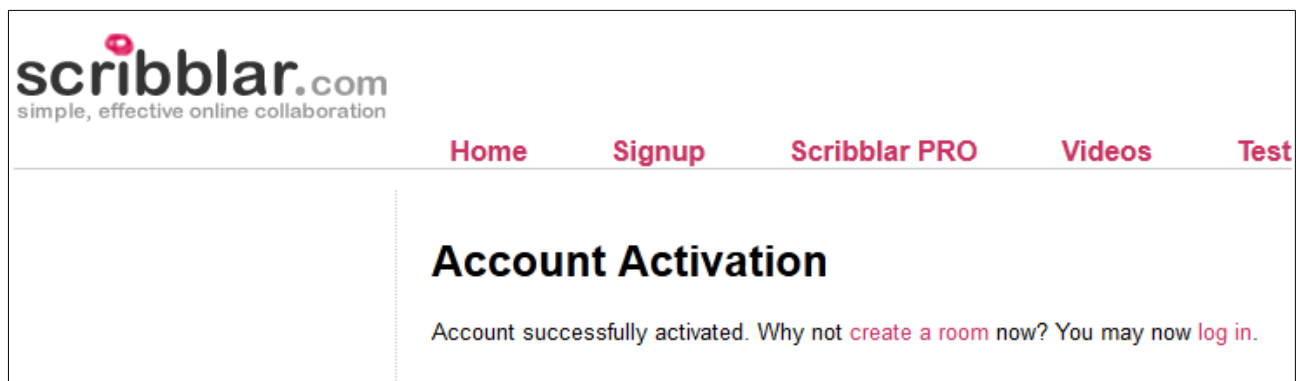 scribblar.com
simple, effective online collaboration
Home Signup Scribblar PRO Videos Test
Account Activation
Account successfully activated. Why not create a room now? You may now log in.